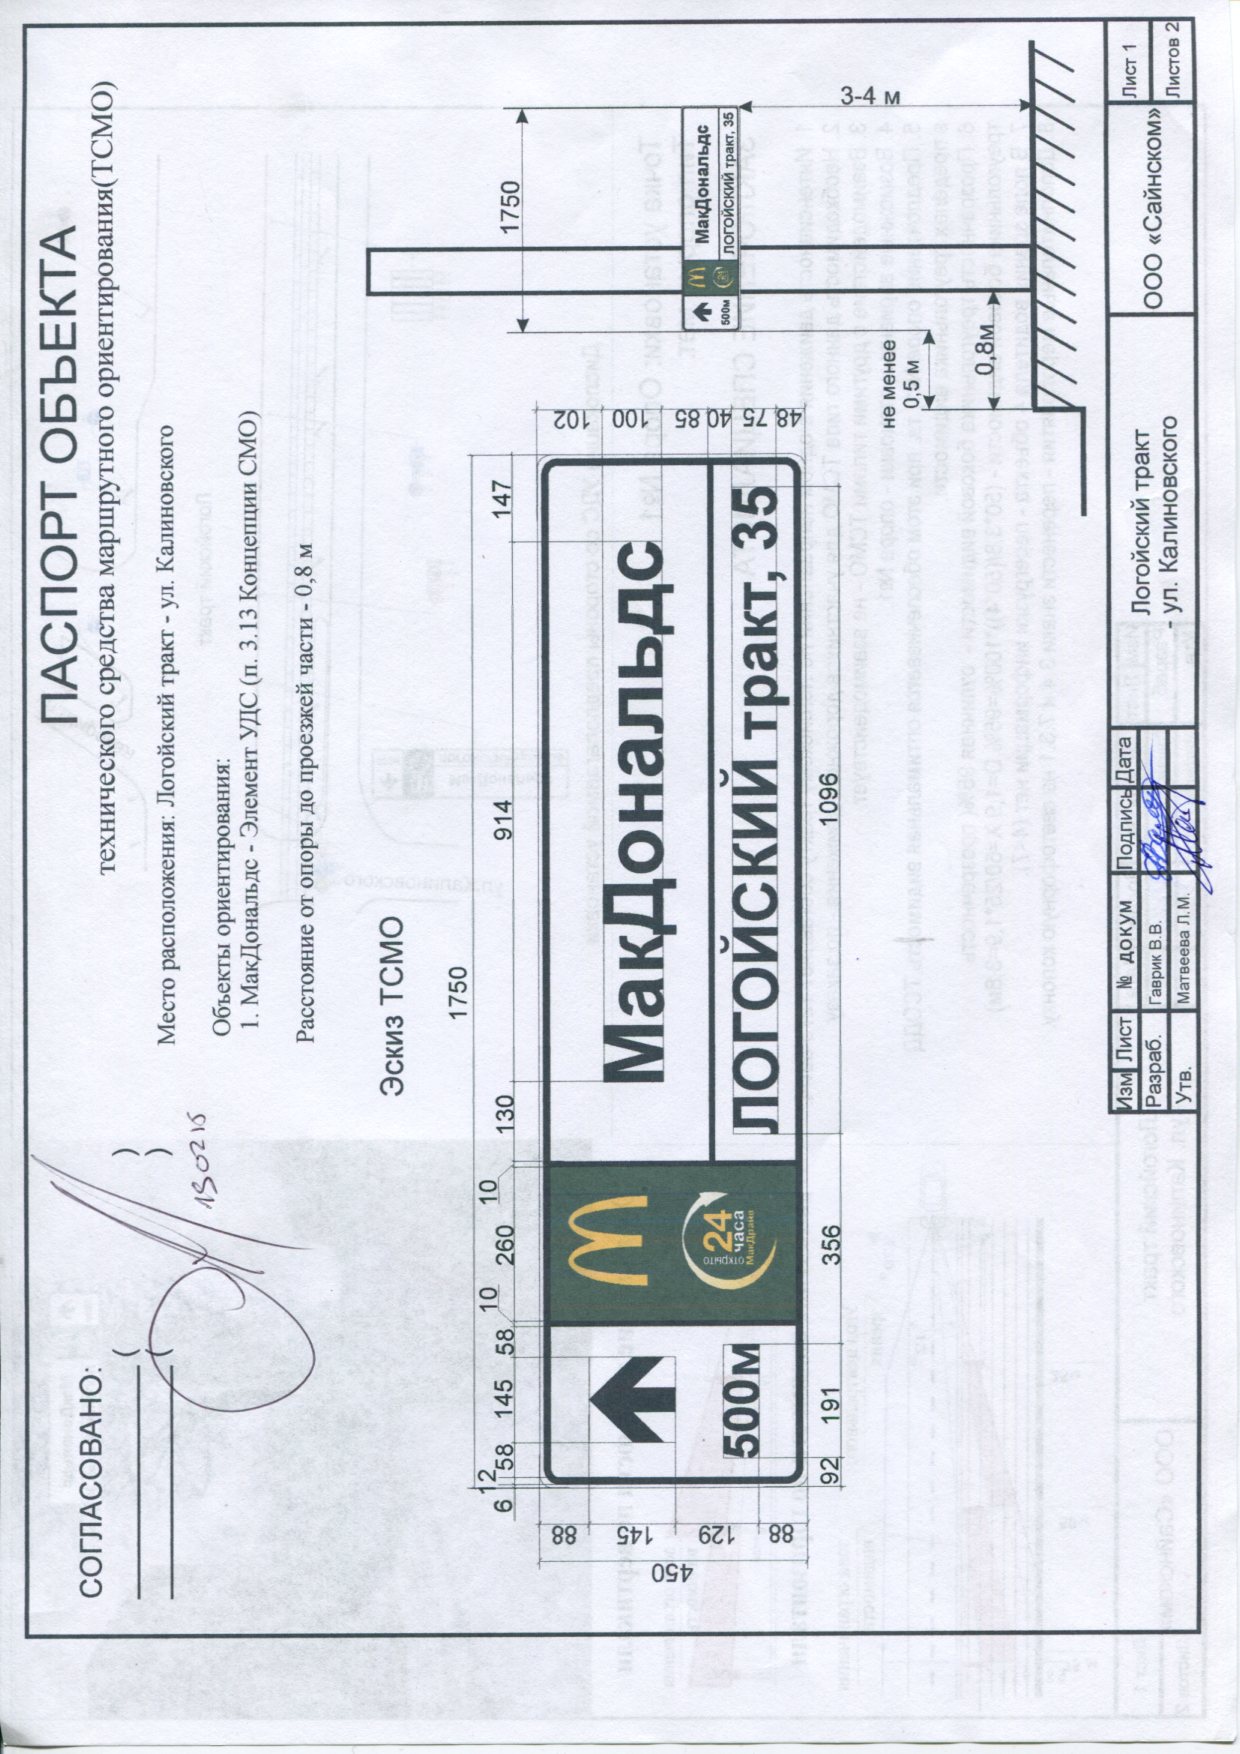 СОГЛАСОВАНО:
( )
( )
130215
ПАСПОРТ ОБЪЕКТА
технического средства маршрутного ориентирования(ТСМО)
Место расположения: Логойский тракт - ул. Калиновского
Объекты ориентирования:
1. МакДональдс - Элемент УДС (п. 3.13 Концепции СМО)
Расстояние от опоры до проезжей части - 0,8 м
Эскиз ТСМО
1750
6 12 58 145 58 10 260 10 130 914 147
450
88 145 129 88
500м
М
открыто
24
часа
МакДрайв
МакДональдс
ЛОГОЙСКИЙ тракт, 35
102 100 85 40 75 48
92 191 356 1096
1750
500м
М
24
МакДональдс
ЛОГОЙСКИЙ тракт, 35
3-4 м
не менее
0,5 м
0,8м
Изм Лист № докум Подпись Дата
Разраб. Гаврик В.В.
Утв. Матвеева Л.М.
Логойский тракт
- ул. Калиновского
ООО «Сайнском»
Лист 1
Листов 2